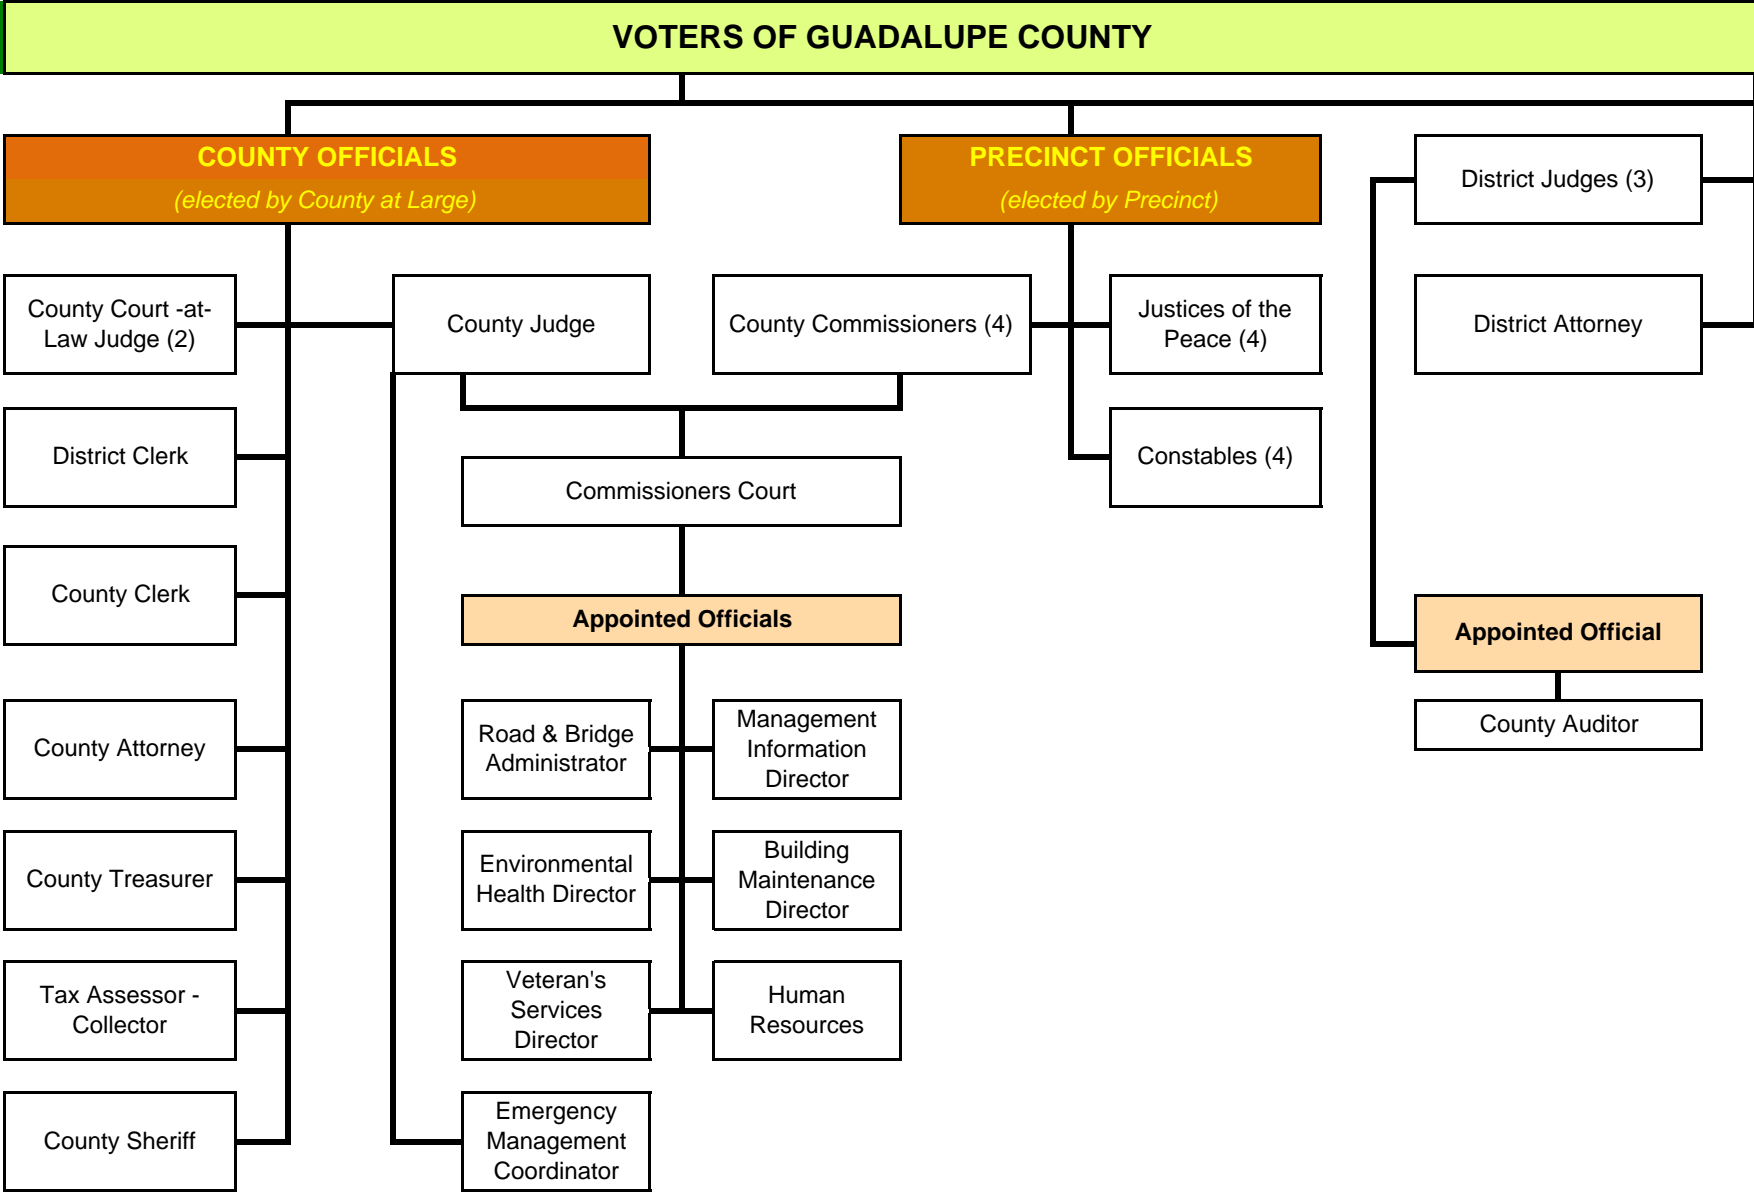 VOTERS OF GUADALUPE COUNTY
COUNTY OFFICIALS
(elected by County at Large)
PRECINCT OFFICIALS
(elected by Precinct)
District Judges (3)
County Court -at-
Law Judge (2)
County Judge
County Commissioners (4)
Justices of the
Peace (4)
District Attorney
District Clerk
Commissioners Court
Constables (4)
County Clerk
Appointed Officials
Appointed Official
County Attorney
Road & Bridge
Administrator
Management
Information
Director
County Auditor
County Treasurer
Environmental
Health Director
Building
Maintenance
Director
Tax Assessor -
Collector
Veteran's
Services
Director
Human
Resources
County Sheriff
Emergency
Management
Coordinator